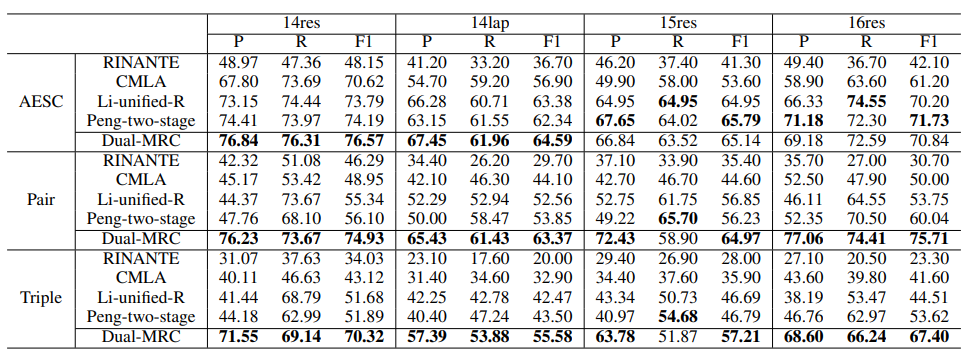 14res 14lap 15res 16res
P R F1 P R F1 P R F1 P R F1
AESC
RINANTE 48.97 47.36 48.15 41.20 33.20 36.70 46.20 37.40 41.30 49.40 36.70 42.10
CMLA 67.80 73.69 70.62 54.70 59.20 56.90 49.90 58.00 53.60 58.90 63.60 61.20
Li-unified-R 73.15 74.44 73.79 66.28 60.71 63.38 64.95 64.95 64.95 66.33 74.55 70.20
Peng-two-stage 74.41 73.97 74.19 63.15 61.55 62.34 67.65 64.02 65.79 71.18 72.30 71.73
Dual-MRC 76.84 76.31 76.57 67.45 61.96 64.59 66.84 63.52 65.14 69.18 72.59 70.84
Pair
RINANTE 42.32 51.08 46.29 34.40 26.20 29.70 37.10 33.90 35.40 35.70 27.00 30.70
CMLA 45.17 53.42 48.95 42.10 46.30 44.10 42.70 46.70 44.60 52.50 47.90 50.00
Li-unified-R 44.37 73.67 55.34 52.29 52.94 52.56 52.75 61.75 56.85 46.11 64.55 53.75
Peng-two-stage 47.76 68.10 56.10 50.00 58.47 53.85 49.22 65.70 56.23 52.35 70.50 60.04
Dual-MRC 76.23 73.67 74.93 65.43 61.43 63.37 72.43 58.90 64.97 77.06 74.41 75.71
Triple
RINANTE 31.07 37.63 34.03 23.10 17.60 20.00 29.40 26.90 28.00 27.10 20.50 23.30
CMLA 40.11 46.63 43.12 31.40 14.60 32.90 34.40 37.60 35.90 43.60 39.80 41.60
Li-unified-R 41.44 68.79 51.68 42.25 42.78 42.47 43.34 50.73 46.69 38.19 53.47 44.51
Peng-two-stage 44.18 62.99 51.89 40.40 47.24 43.50 40.97 54.68 46.79 46.76 62.97 53.62
Dual-MRC 71.55 69.14 70.32 57.39 53.88 55.58 63.78 51.87 57.21 68.60 66.24 67.40